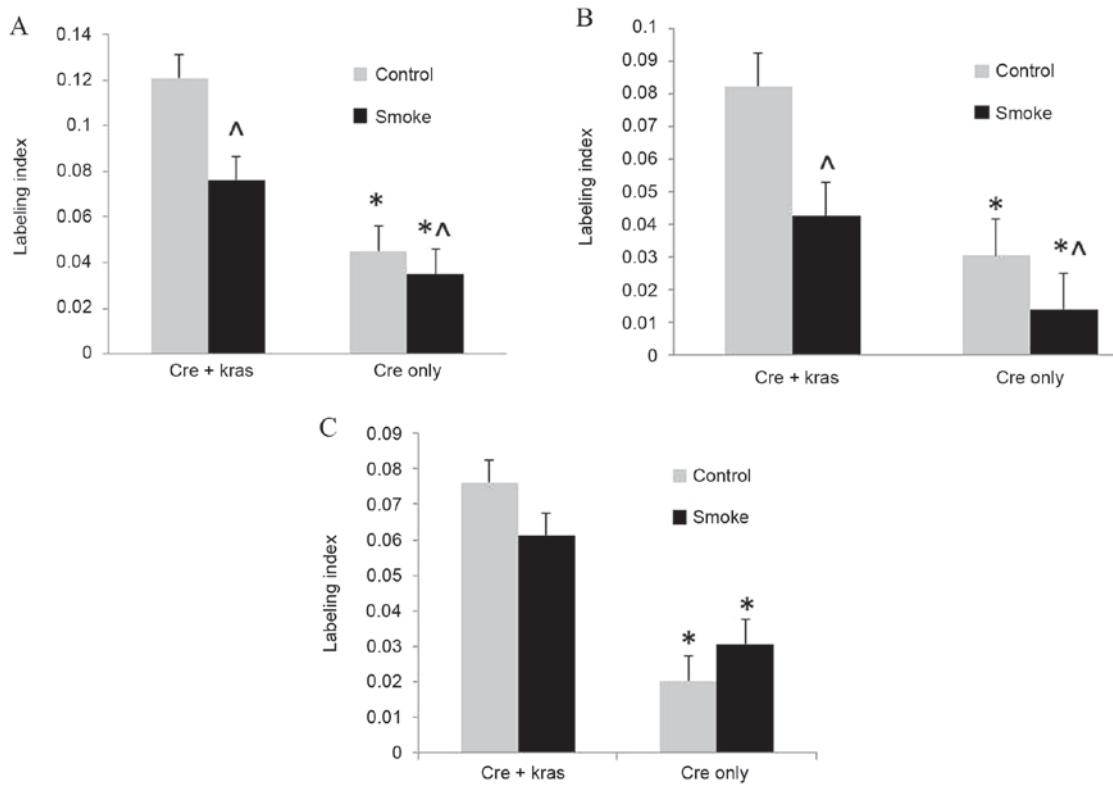 A
0.14
0.12
0.1
0.08
0.06
0.04
0.02
0
Labeling index
Control
Smoke
^
*
*^
Cre + kras
Cre only
B
0.1
0.09
0.08
0.07
0.06
0.05
0.04
0.03
0.02
0.01
0
Labeling index
Control
Smoke
^
*
*^
Cre + kras
Cre only
C
0.09
0.08
0.07
0.06
0.05
0.04
0.03
0.02
0.01
0
Labeling index
Control
Smoke
*
*
Cre + kras
Cre only